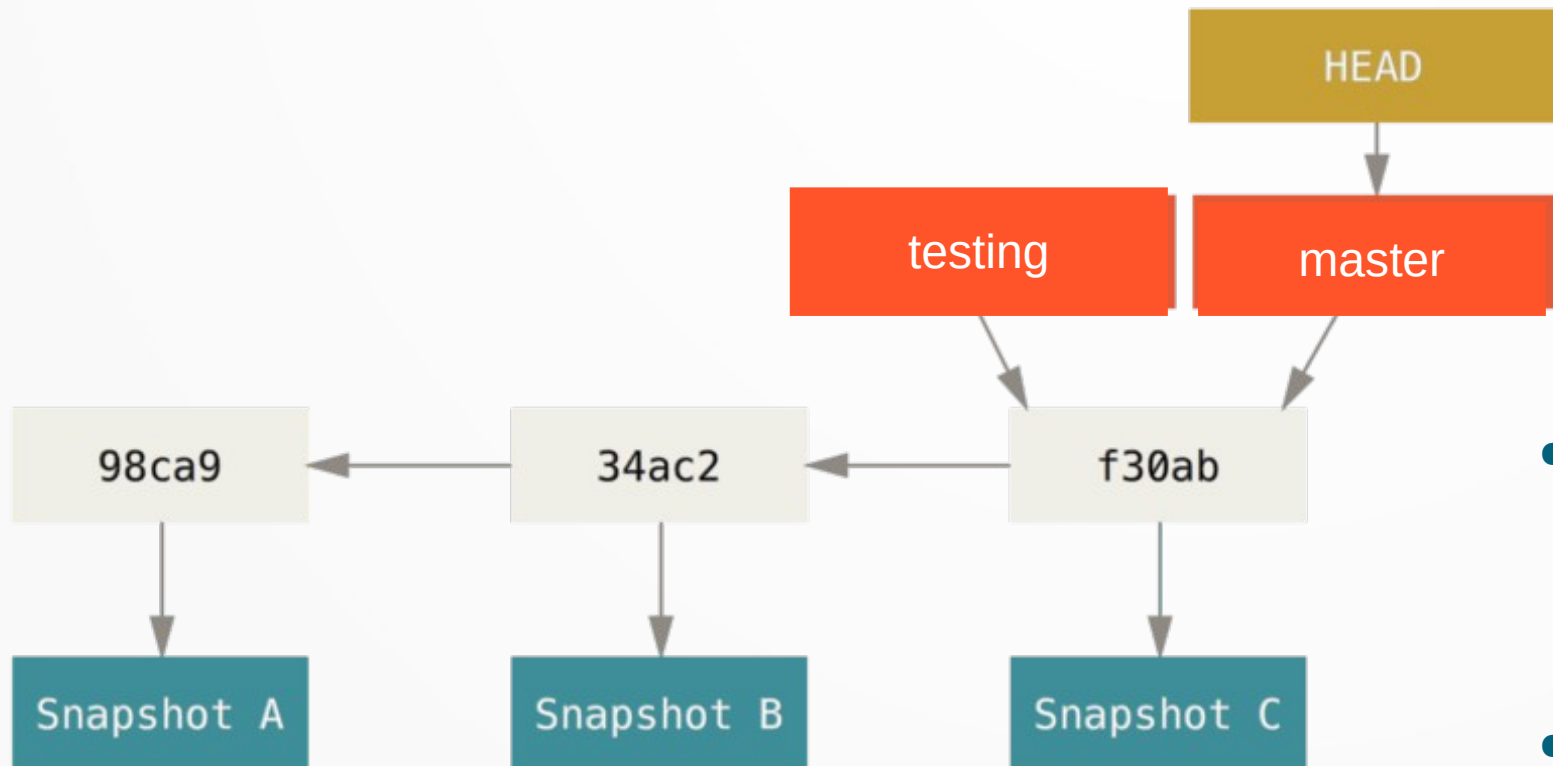 HEAD
testing
master
98ca9
34ac2
f30ab
Snapshot A
Snapshot B
Snapshot C